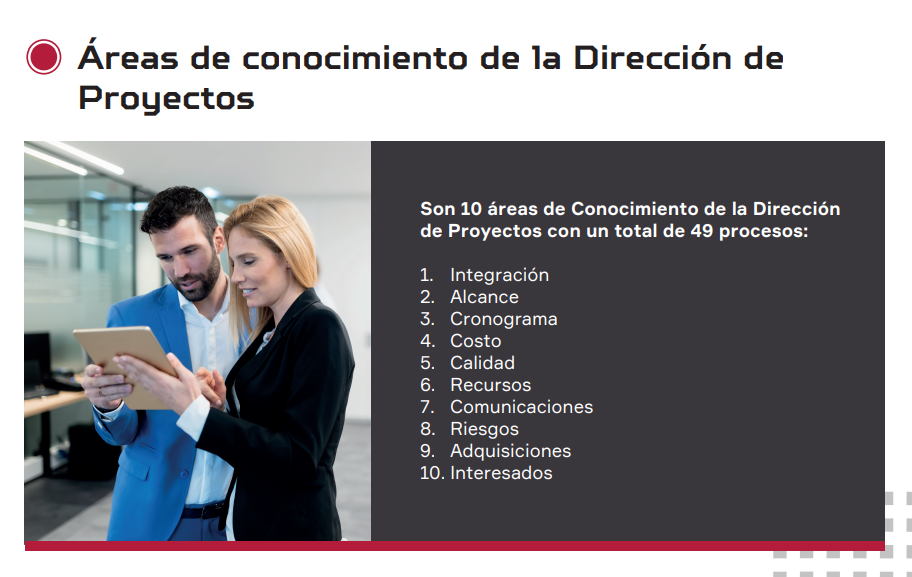 Áreas de conocimiento de la Dirección de
Proyectos
Son 10 áreas de Conocimiento de la Dirección
de Proyectos con un total de 49 procesos:
1. Integración
2. Alcance
3. Cronograma
4. Costo
5. Calidad
6. Recursos
7. Comunicaciones
8. Riesgos
9. Adquisiciones
10. Interesados